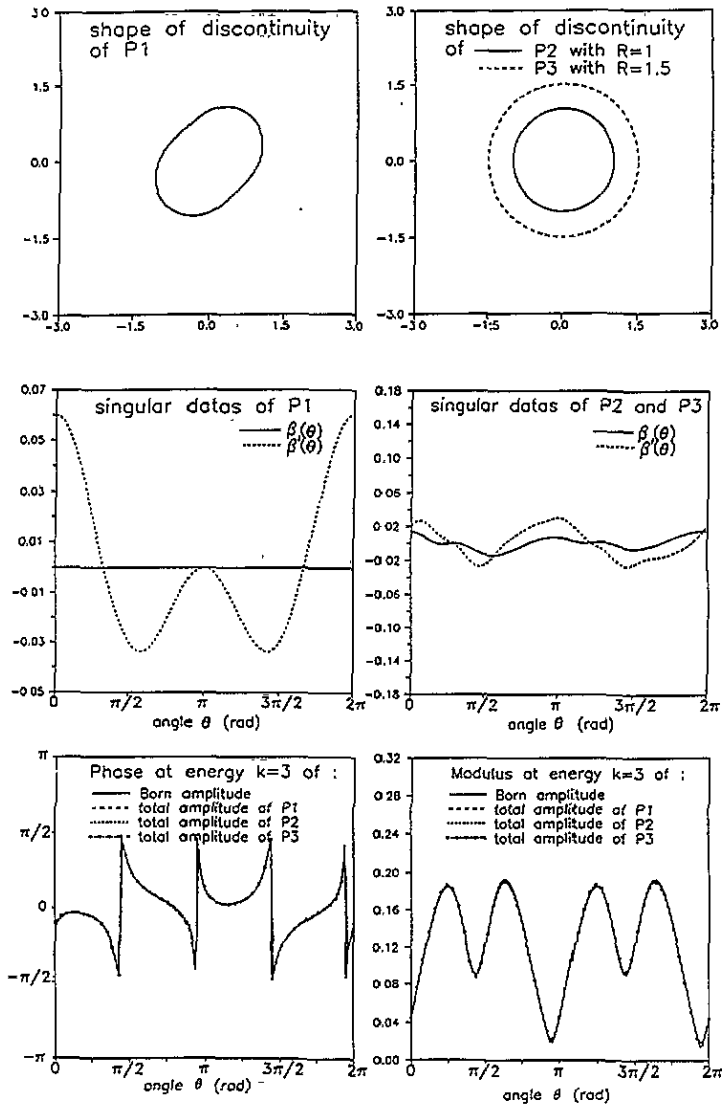 shape of discontinuity
of P1
3.0
1.5
0.0
-1.5
-3.0
-3.0 -1.5 0.0 1.5 3.0
shape of discontinuity
of P2 with R=1
P3 with R=1.5
3.0
1.5
0.0
-1.5
-3.0
-3.0 -1.5 0.0 1.5 3.0
singular datas of P1
β(θ)
β'(θ)
0.07
0.05
0.03
0.01
-0.01
-0.03
-0.05
0 π/2 π 3π/2 2π
angle θ (rad)
singular datas of P2 and P3
β(θ)
β'(θ)
0.18
0.14
0.10
0.06
0.02
-0.02
-0.06
-0.10
-0.14
-0.18
0 π/2 π 3π/2 2π
angle θ (rad)
Phase at energy k=3 of :
Born amplitude
total amplitude of P1
total amplitude of P2
total amplitude of P3
π
π/2
0
-π/2
-π
0 π/2 π 3π/2 2π
angle θ (rad)
Modulus at energy k=3 of :
Born amplitude
total amplitude of P1
total amplitude of P2
total amplitude of P3
0.32
0.28
0.24
0.20
0.16
0.12
0.08
0.04
0.00
0 π/2 π 3π/2 2π
angle θ (rad)